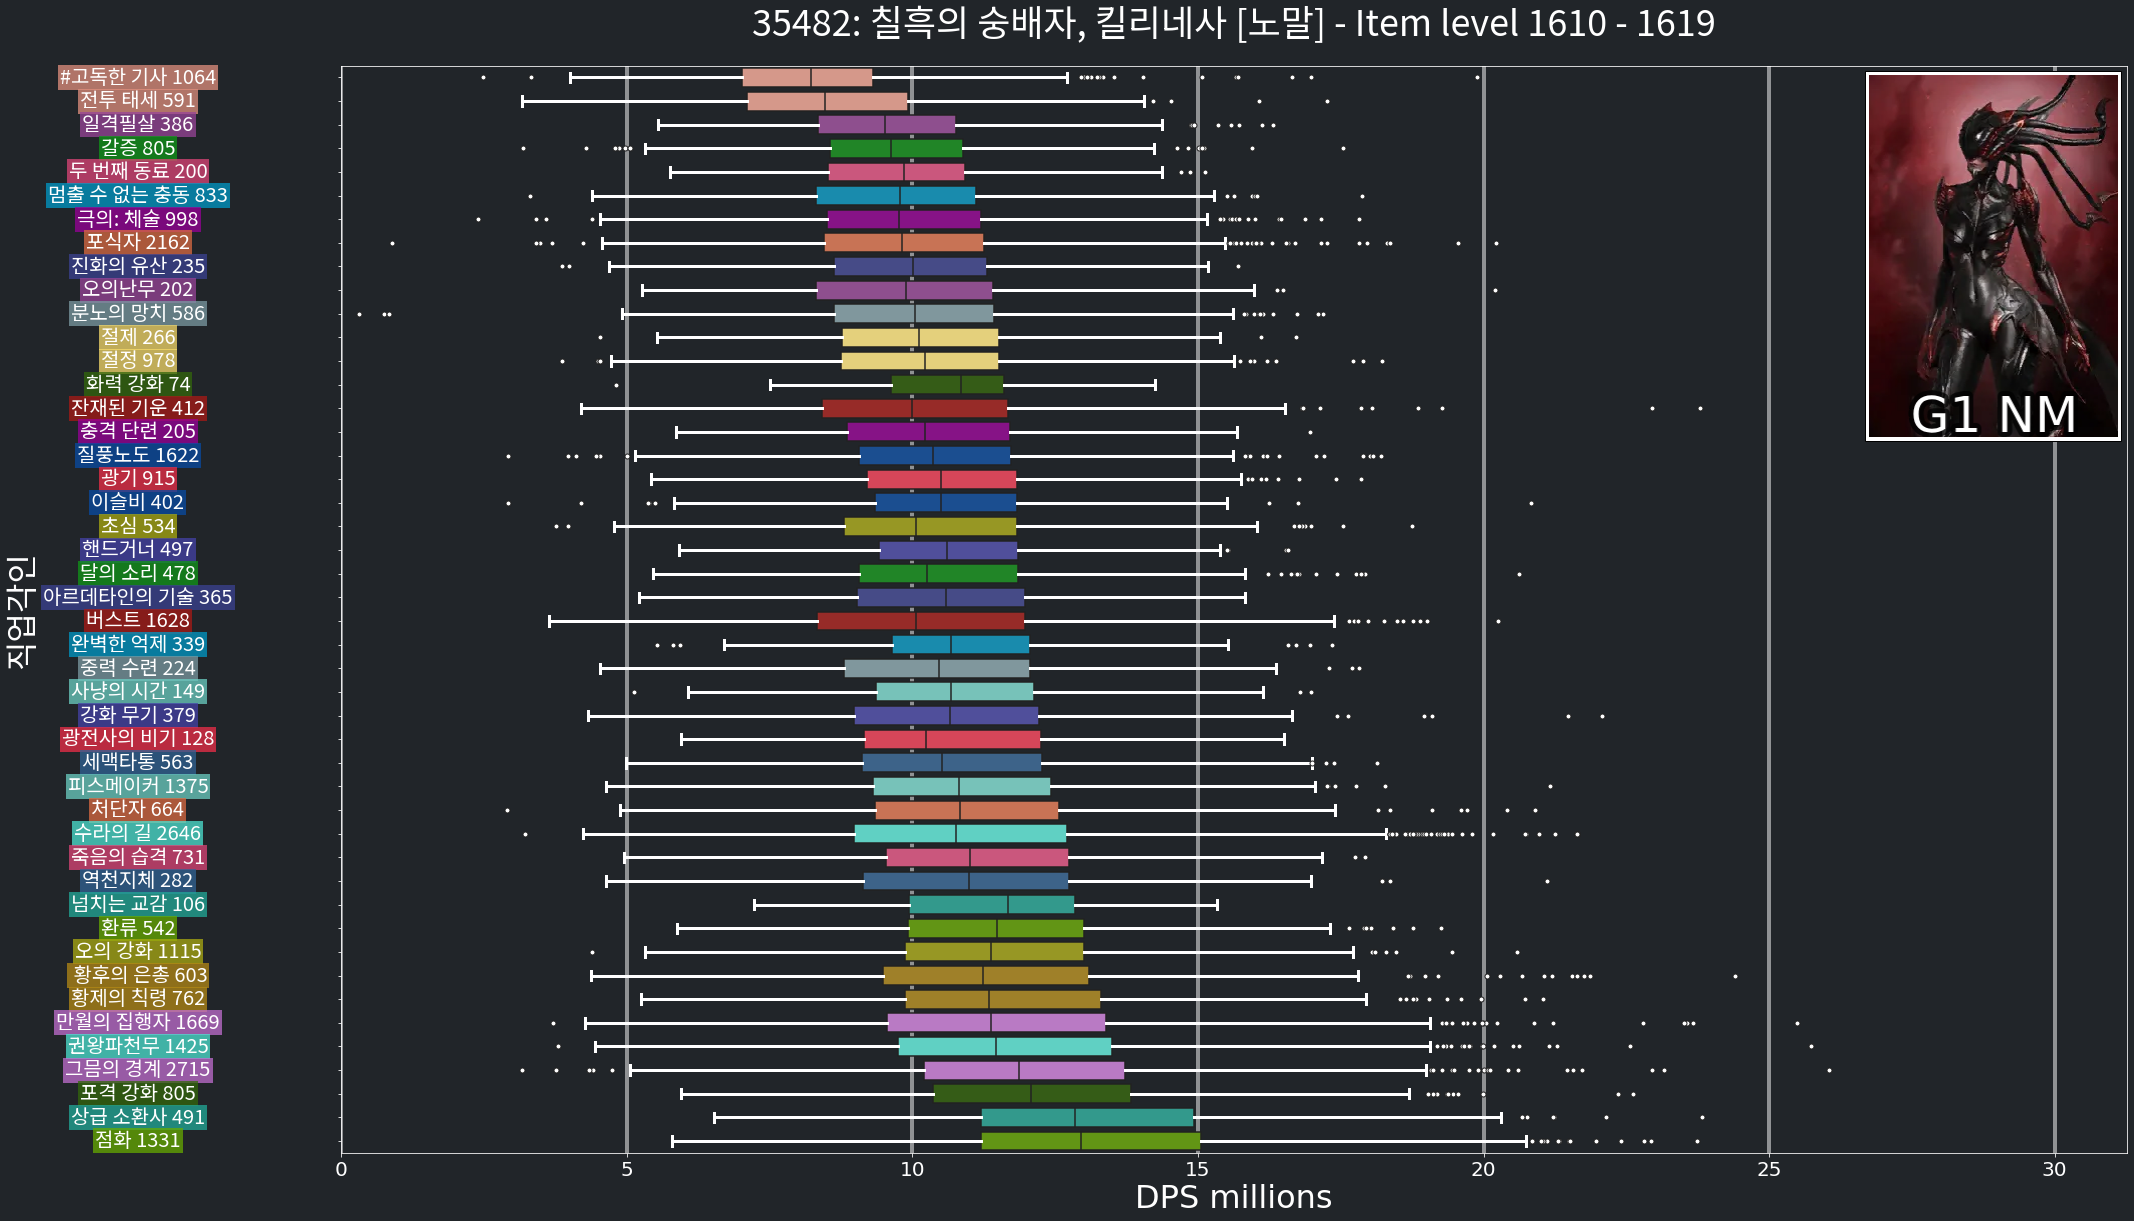 35482: 칠흑의 숭배자, 킬리네사 [노말] - Item level 1610 - 1619
#고독한 기사 1064
전투 태세 591
일격필살 386
갈증 805
두 번째 동료 200
멈출 수 없는 충동 833
극의: 체술 998
포식자 2162
진화의 유산 235
오의난무 202
분노의 망치 586
절제 266
절정 978
화력 강화 74
잔재된 기운 412
충격 단련 205
질풍노도 1622
광기 915
이슬비 402
초심 534
핸드거너 497
달의 소리 478
아르데타인의 기술 365
버스트 1628
완벽한 억제 339
중력 수련 224
사냥의 시간 149
강화 무기 379
광전사의 비기 128
세맥타통 563
피스메이커 1375
처단자 664
수라의 길 2646
죽음의 습격 731
역천지체 282
넘치는 교감 106
환류 542
오의 강화 1115
황후의 은총 603
황제의 칙령 762
만월의 집행자 1669
권왕파천무 1425
그믐의 경계 2715
포격 강화 805
상급 소환사 491
점화 1331
직업각인
G1 NM
0 5 10 15 20 25 30
DPS millions